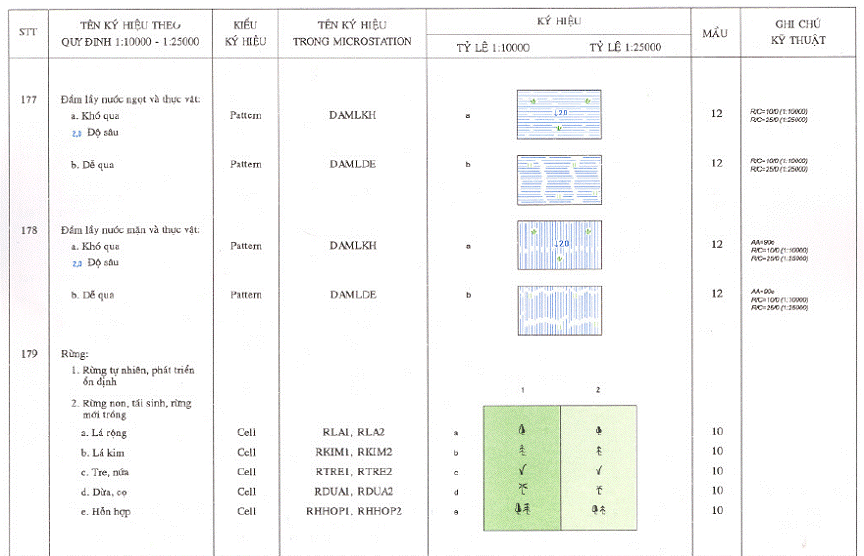 STT
TÊN KÝ HIỆU THEO
QUY ĐỊNH 1:10000 - 1:25000
KIỂU
KÝ HIỆU
TÊN KÝ HIỆU
TRONG MICROSTATION
KÝ HIỆU
TỶ LỆ 1:10000 TỶ LỆ 1:25000
MẦU
GHI CHÚ
KỸ THUẬT
177 Đầm lầy nước ngọt và thực vật:
a. Khó qua Pattern DAMLKH a 2.0 12 R/C=10/0 (1:10000)
R/C=25/0 (1:25000)
2,0 Độ sâu
b. Dễ qua Pattern DAMLDE b 12 R/C=10/0 (1:10000)
R/C=25/0 (1:25000)
178 Đầm lầy nước mặn và thực vật:
a. Khó qua Pattern DAMLKH a 2.0 12 AA=90o
R/C=10/0 (1:10000)
2,0 Độ sâu R/C=25/0 (1:25000)
b. Dễ qua Pattern DAMLDE b 12 AA=90o
R/C=10/0 (1:10000)
R/C=25/0 (1:25000)
179 Rừng:
1. Rừng tự nhiên, phát triển
ổn định
1 2
2. Rừng non, tái sinh, rừng
mới trồng
a. Lá rộng Cell RLA1, RLA2 a 10
b. Lá kim Cell RKIM1, RKIM2 b 10
c. Tre, nứa Cell RTRE1, RTRE2 c 10
d. Dừa, cọ Cell RDUA1, RDUA2 d 10
e. Hỗn hợp Cell RHHOP1, RHHOP2 e 10